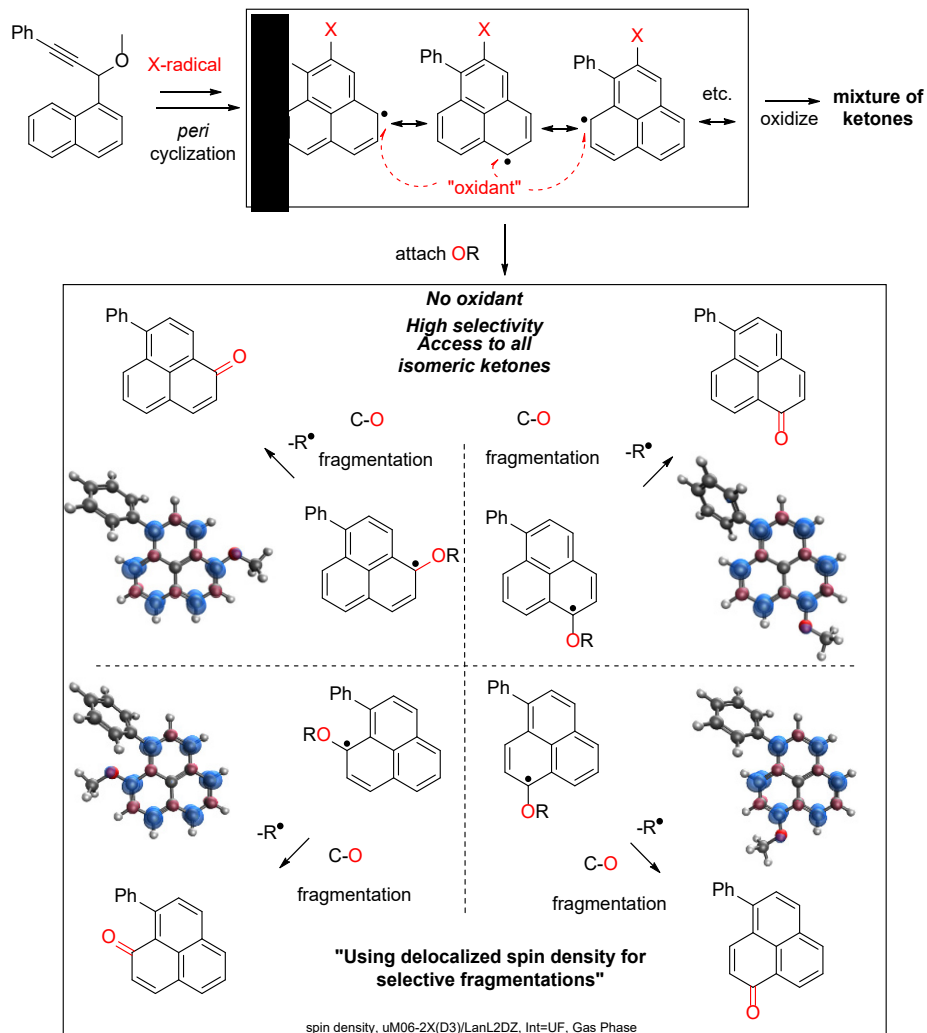 Ph
O
X-radical
peri
cyclization
X
X
X
Ph
Ph
"oxidant"
etc.
oxidize
mixture of
ketones
attach OR
No oxidant
High selectivity
Access to all
isomeric ketones
Ph
O
Ph
O
C-O
-R•
fragmentation
C-O
fragmentation
-R•
Ph
OR
Ph
OR
Ph
RO
Ph
OR
-R•
C-O
fragmentation
-R•
C-O
fragmentation
Ph
O
Ph
O
"Using delocalized spin density for
selective fragmentations"
spin density, uM06-2X(D3)/LanL2DZ, Int=UF, Gas Phase